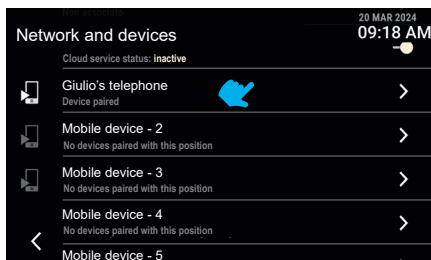 Non associato
20 MAR 2024
Network and devices
09:18 AM
Cloud service status: inactive
Giulio's telephone
Device paired
Mobile device - 2
No devices paired with this position
Mobile device - 3
No devices paired with this position
Mobile device - 4
No devices paired with this position
Mobile device - 5